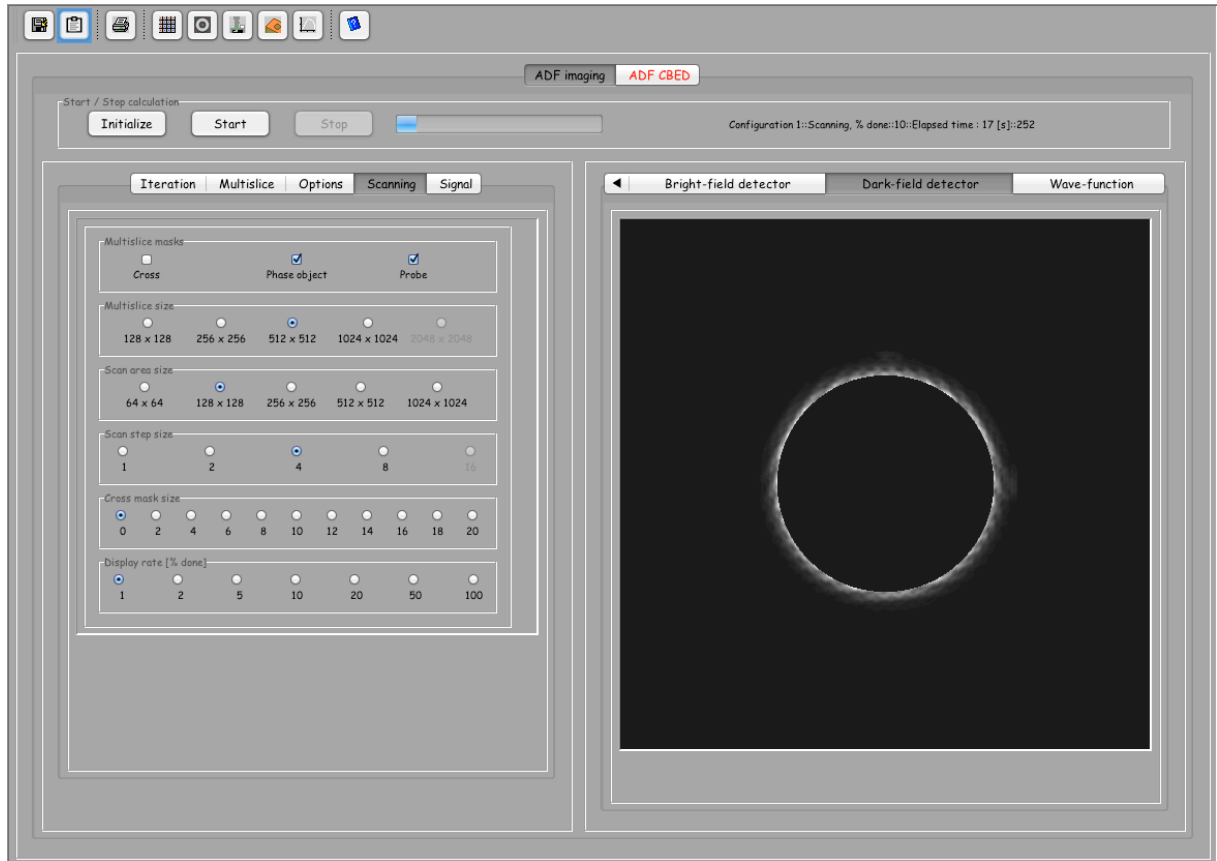 ADF imaging ADF CBED
Start / Stop calculation
Initialize Start Stop Configuration 1::Scanning, % done::10::Elapsed time : 17 [s]::252
Iteration Multislice Options Scanning Signal
Bright-field detector Dark-field detector Wave-function
Multislice masks
Cross Phase object Probe
Multislice size
128 x 128 256 x 256 512 x 512 1024 x 1024 2048 x 2048
Scan area size
64 x 64 128 x 128 256 x 256 512 x 512 1024 x 1024
Scan step size
1 2 4 8 16
Cross mask size
0 2 4 6 8 10 12 14 16 18 20
Display rate [% done]
1 2 5 10 20 50 100